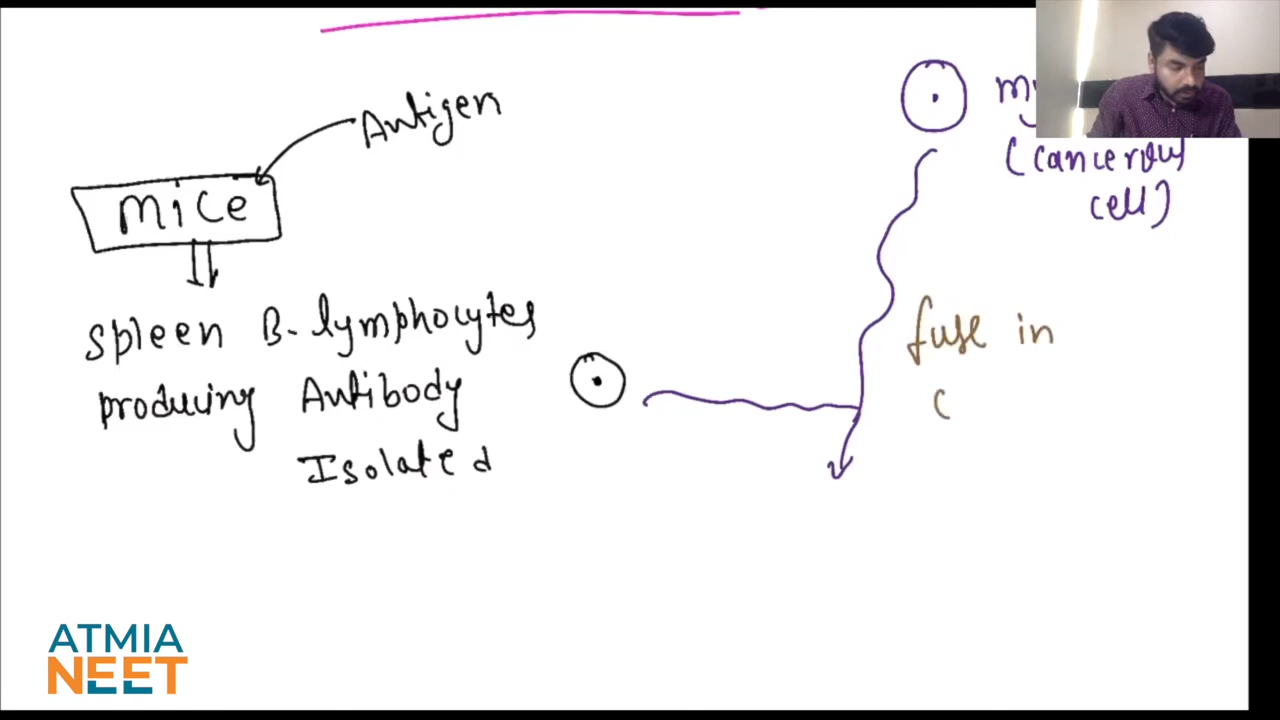 Antigen
Mice
Spleen B-lymphocytes
producing Antibody
Isolated
(cancerous
cell)
fuse in
ATMIA
NEET